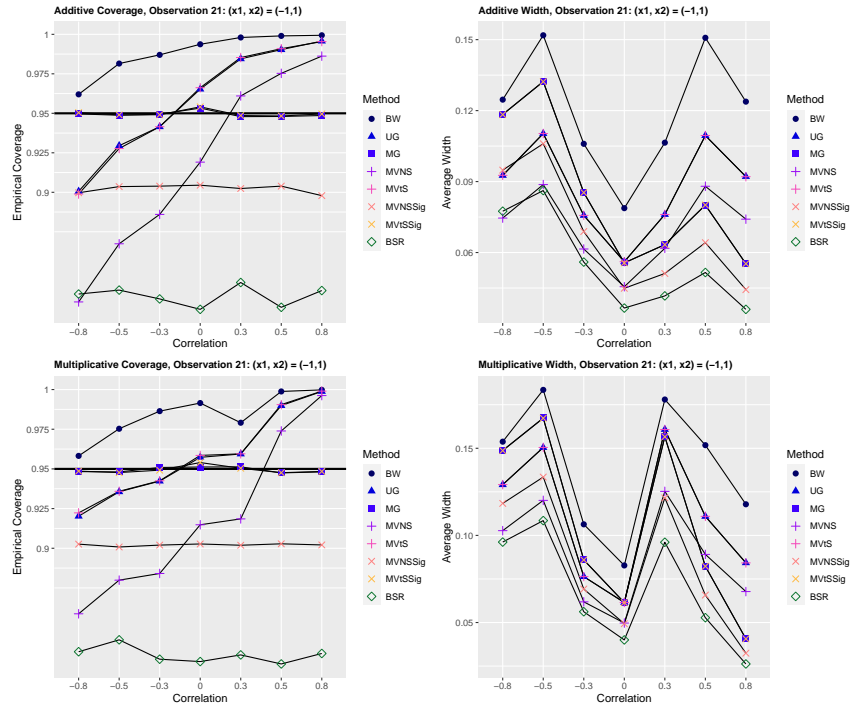 Additive Coverage, Observation 21: (x1, x2) = (−1,1)
Empirical Coverage
1
0.975
0.95
0.925
0.9
−0.8
−0.5
−0.3
0
0.3
0.5
0.8
Correlation
Method
BW
UG
MG
MVNS
MVtS
MVNSSig
MVtSSig
BSR
Additive Width, Observation 21: (x1, x2) = (−1,1)
Average Width
0.15
0.12
0.09
0.06
−0.8
−0.5
−0.3
0
0.3
0.5
0.8
Correlation
Method
BW
UG
MG
MVNS
MVtS
MVNSSig
MVtSSig
BSR
Multiplicative Coverage, Observation 21: (x1, x2) = (−1,1)
Empirical Coverage
1
0.975
0.95
0.925
0.9
−0.8
−0.5
−0.3
0
0.3
0.5
0.8
Correlation
Method
BW
UG
MG
MVNS
MVtS
MVNSSig
MVtSSig
BSR
Multiplicative Width, Observation 21: (x1, x2) = (−1,1)
Average Width
0.15
0.10
0.05
−0.8
−0.5
−0.3
0
0.3
0.5
0.8
Correlation
Method
BW
UG
MG
MVNS
MVtS
MVNSSig
MVtSSig
BSR